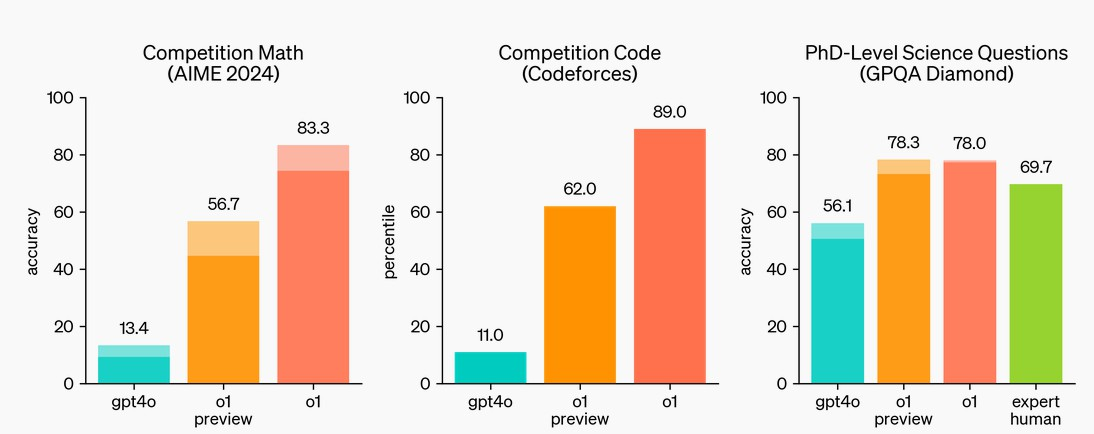 Competition Math
(AIME 2024)
accuracy
100
80
60
40
20
0
13.4
56.7
83.3
gpt4o
o1
preview
o1
Competition Code
(Codeforces)
percentile
100
80
60
40
20
0
11.0
62.0
89.0
gpt4o
o1
preview
o1
PhD-Level Science Questions
(GPQA Diamond)
accuracy
100
80
60
40
20
0
56.1
78.3
78.0
69.7
gpt4o
o1
preview
o1
expert
human